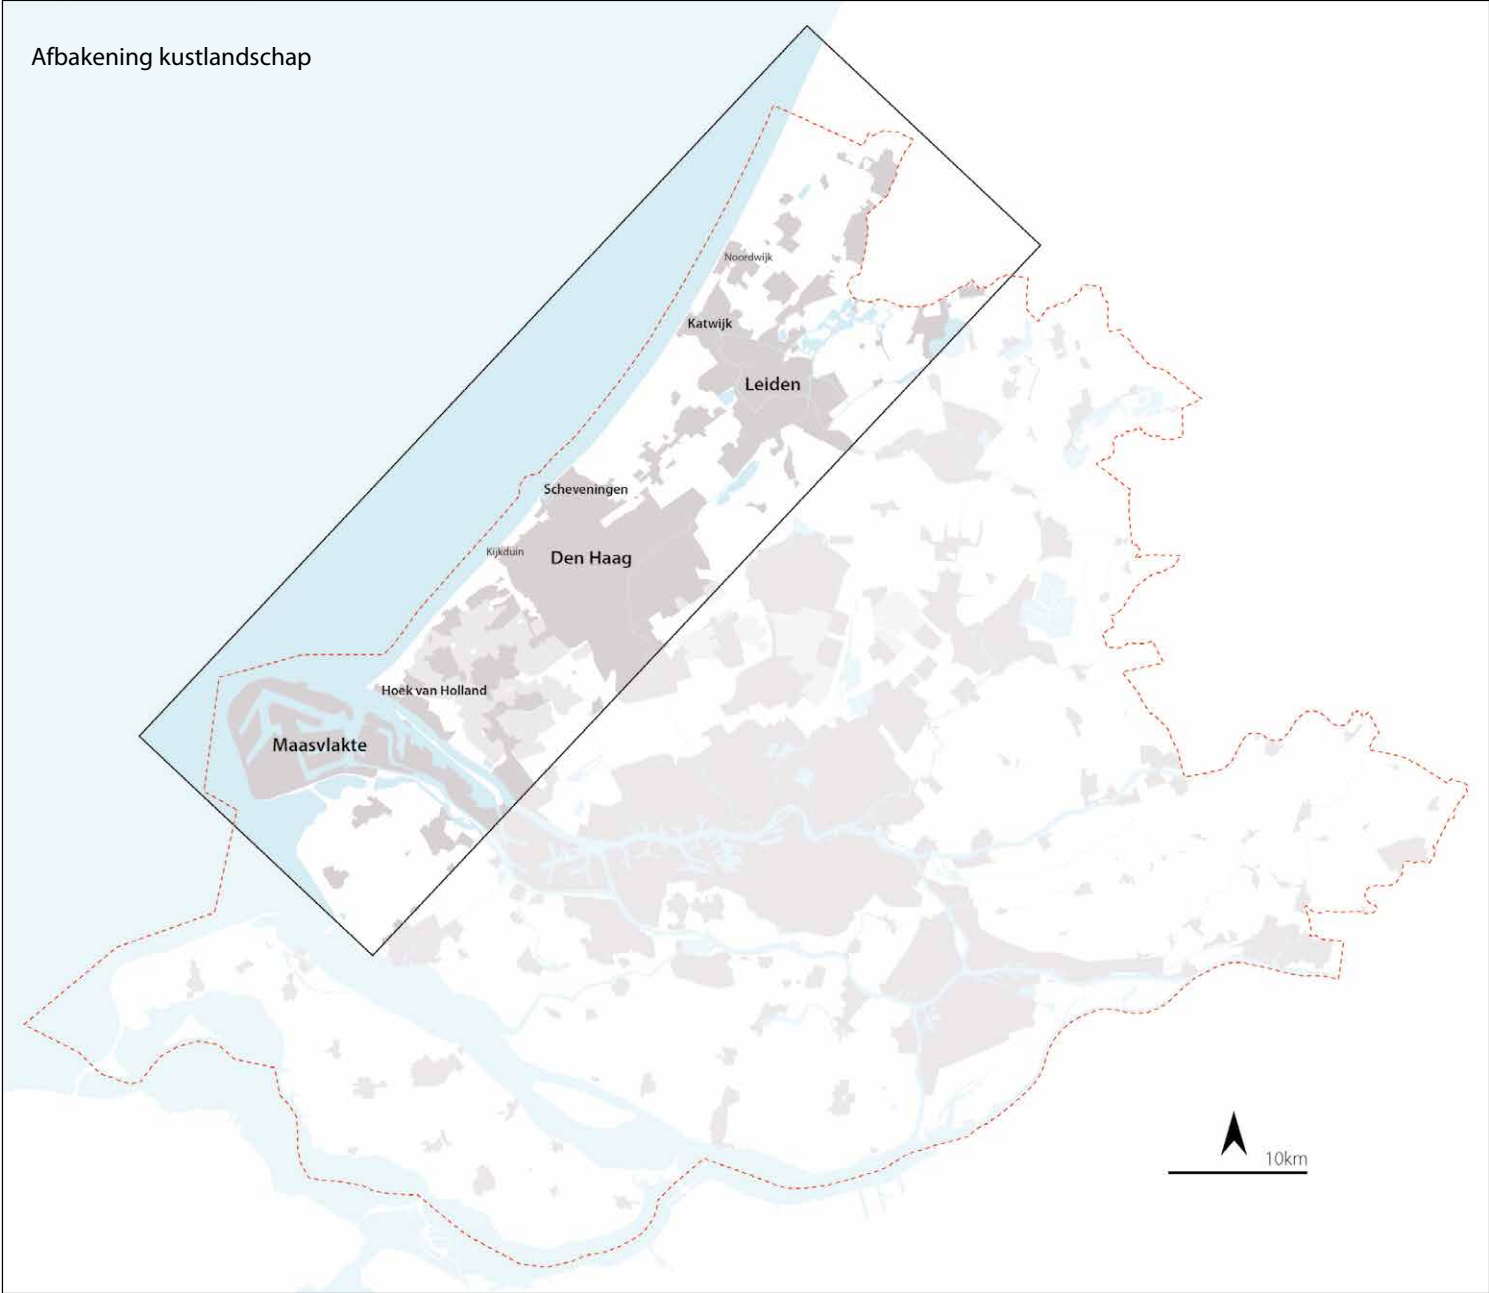 Afbakening kustlandschap
Noordwijk
Katwijk
Leiden
Scheveningen
Kijkduin
Den Haag
Hoek van Holland
Maasvlakte
10km